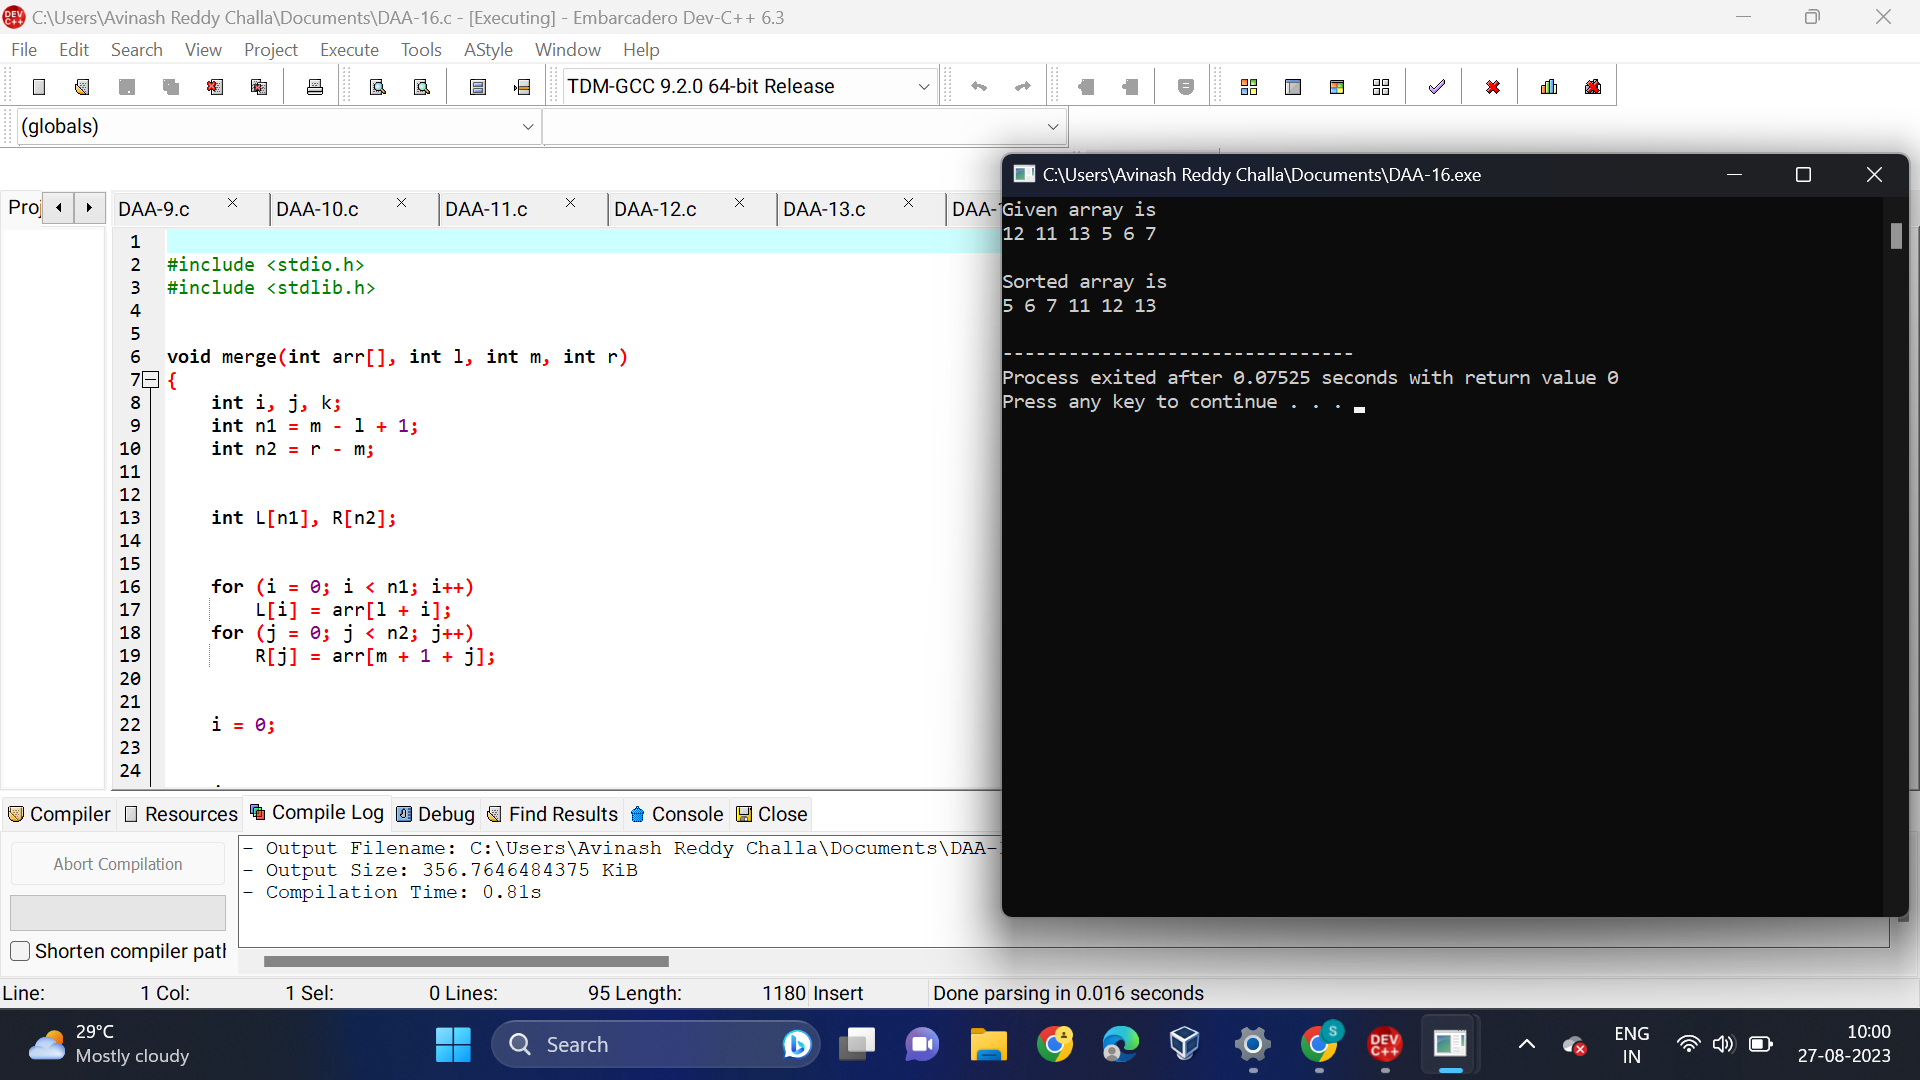 C:\Users\Avinash Reddy Challa\Documents\DAA-16.c - [Executing] - Embarcadero Dev-C++ 6.3
File Edit Search View Project Execute Tools AStyle Window Help
TDM-GCC 9.2.0 64-bit Release
(globals)
C:\Users\Avinash Reddy Challa\Documents\DAA-16.exe
Given array is
12 11 13 5 6 7
Sorted array is
5 6 7 11 12 13
--------------------------------
Process exited after 0.07525 seconds with return value 0
Press any key to continue . . .
Proj DAA-9.c DAA-10.c DAA-11.c DAA-12.c DAA-13.c DAA-
1
2 #include <stdio.h>
3 #include <stdlib.h>
4
5
6 void merge(int arr[], int l, int m, int r)
7 {
8 int i, j, k;
9 int n1 = m - l + 1;
10 int n2 = r - m;
11
12
13 int L[n1], R[n2];
14
15
16 for (i = 0; i < n1; i++)
17 L[i] = arr[l + i];
18 for (j = 0; j < n2; j++)
19 R[j] = arr[m + 1 + j];
20
21
22 i = 0;
23
24
Compiler Resources Compile Log Debug Find Results Console Close
Abort Compilation
Shorten compiler path
- Output Filename: C:\Users\Avinash Reddy Challa\Documents\DAA-
- Output Size: 356.7646484375 KiB
- Compilation Time: 0.81s
Line: 1 Col: 1 Sel: 0 Lines: 95 Length: 1180 Insert Done parsing in 0.016 seconds
29°C
Mostly cloudy
Search
DEV C++
S
ENG
IN
10:00
27-08-2023